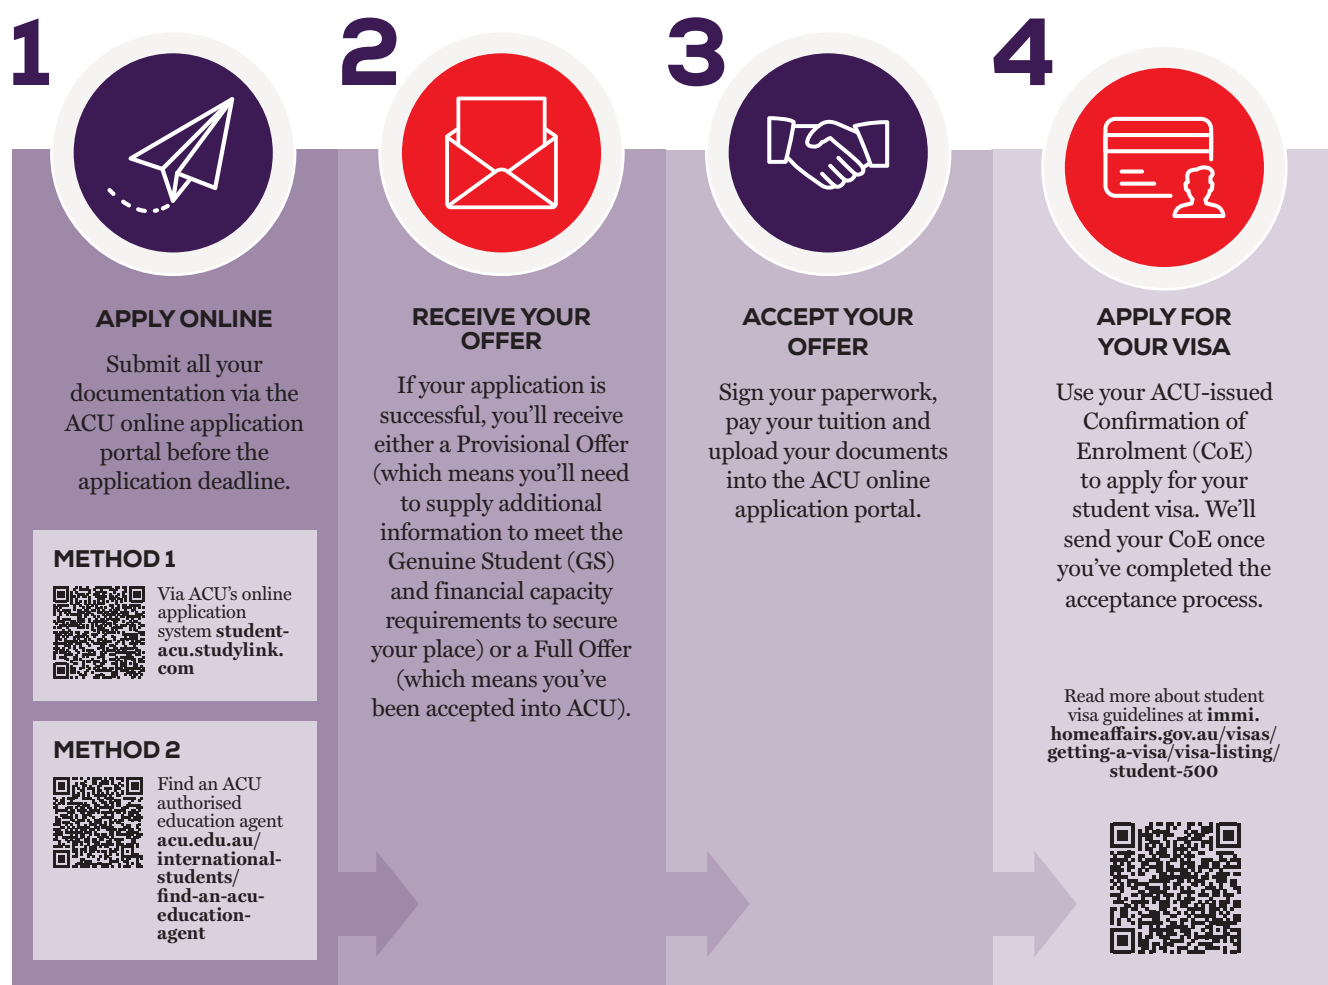 1
APPLY ONLINE
Submit all your
documentation via the
ACU online application
portal before the
application deadline.
METHOD 1
Via ACU’s online
application
system student-
acu.studylink.
com
METHOD 2
Find an ACU
authorised
education agent
acu.edu.au/
international-
students/
find-an-acu-
education-
agent
2
RECEIVE YOUR
OFFER
If your application is
successful, you’ll receive
either a Provisional Offer
(which means you’ll need
to supply additional
information to meet the
Genuine Student (GS)
and financial capacity
requirements to secure
your place) or a Full Offer
(which means you’ve
been accepted into ACU).
3
ACCEPT YOUR
OFFER
Sign your paperwork,
pay your tuition and
upload your documents
into the ACU online
application portal.
4
APPLY FOR
YOUR VISA
Use your ACU-issued
Confirmation of
Enrolment (CoE)
to apply for your
student visa. We’ll
send your CoE once
you’ve completed the
acceptance process.
Read more about student
visa guidelines at immi.
homeaffairs.gov.au/visas/
getting-a-visa/visa-listing/
student-500